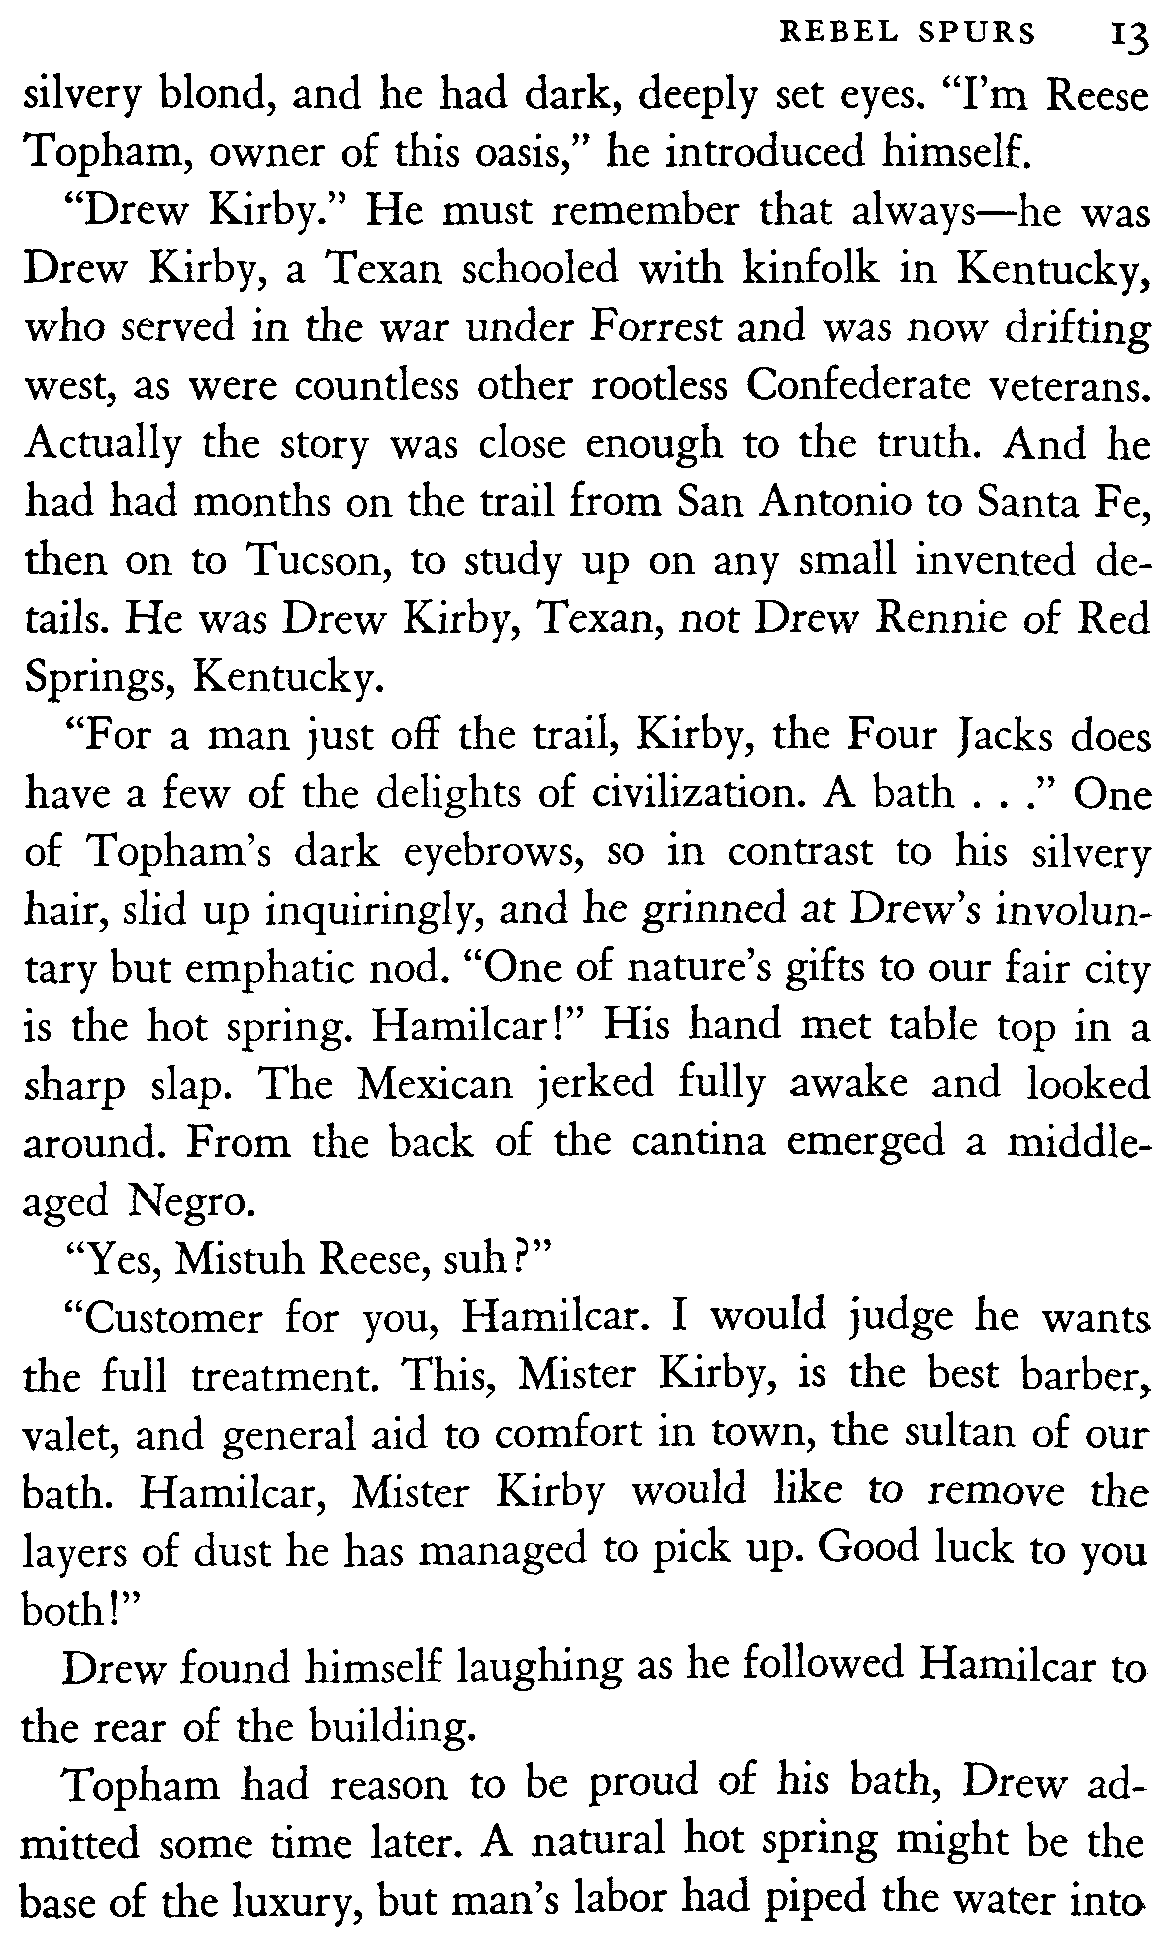 REBEL SPURS 13
silvery blond, and he had dark, deeply set eyes. “I’m Reese
Topham, owner of this oasis,” he introduced himself.
“Drew Kirby.” He must remember that always—he was
Drew Kirby, a Texan schooled with kinfolk in Kentucky,
who served in the war under Forrest and was now drifting
west, as were countless other rootless Confederate veterans.
Actually the story was close enough to the truth. And he
had had months on the trail from San Antonio to Santa Fe,
then on to Tucson, to study up on any small invented de-
tails. He was Drew Kirby, Texan, not Drew Rennie of Red
Springs, Kentucky.
“For a man just off the trail, Kirby, the Four Jacks does
have a few of the delights of civilization. A bath . . .” One
of Topham’s dark eyebrows, so in contrast to his silvery
hair, slid up inquiringly, and he grinned at Drew’s involun-
tary but emphatic nod. “One of nature’s gifts to our fair city
is the hot spring. Hamilcar!” His hand met table top in a
sharp slap. The Mexican jerked fully awake and looked
around. From the back of the cantina emerged a middle-
aged Negro.
“Yes, Mistuh Reese, suh?”
“Customer for you, Hamilcar. I would judge he wants
the full treatment. This, Mister Kirby, is the best barber,
valet, and general aid to comfort in town, the sultan of our
bath. Hamilcar, Mister Kirby would like to remove the
layers of dust he has managed to pick up. Good luck to you
both!”
Drew found himself laughing as he followed Hamilcar to
the rear of the building.
Topham had reason to be proud of his bath, Drew ad-
mitted some time later. A natural hot spring might be the
base of the luxury, but man’s labor had piped the water into